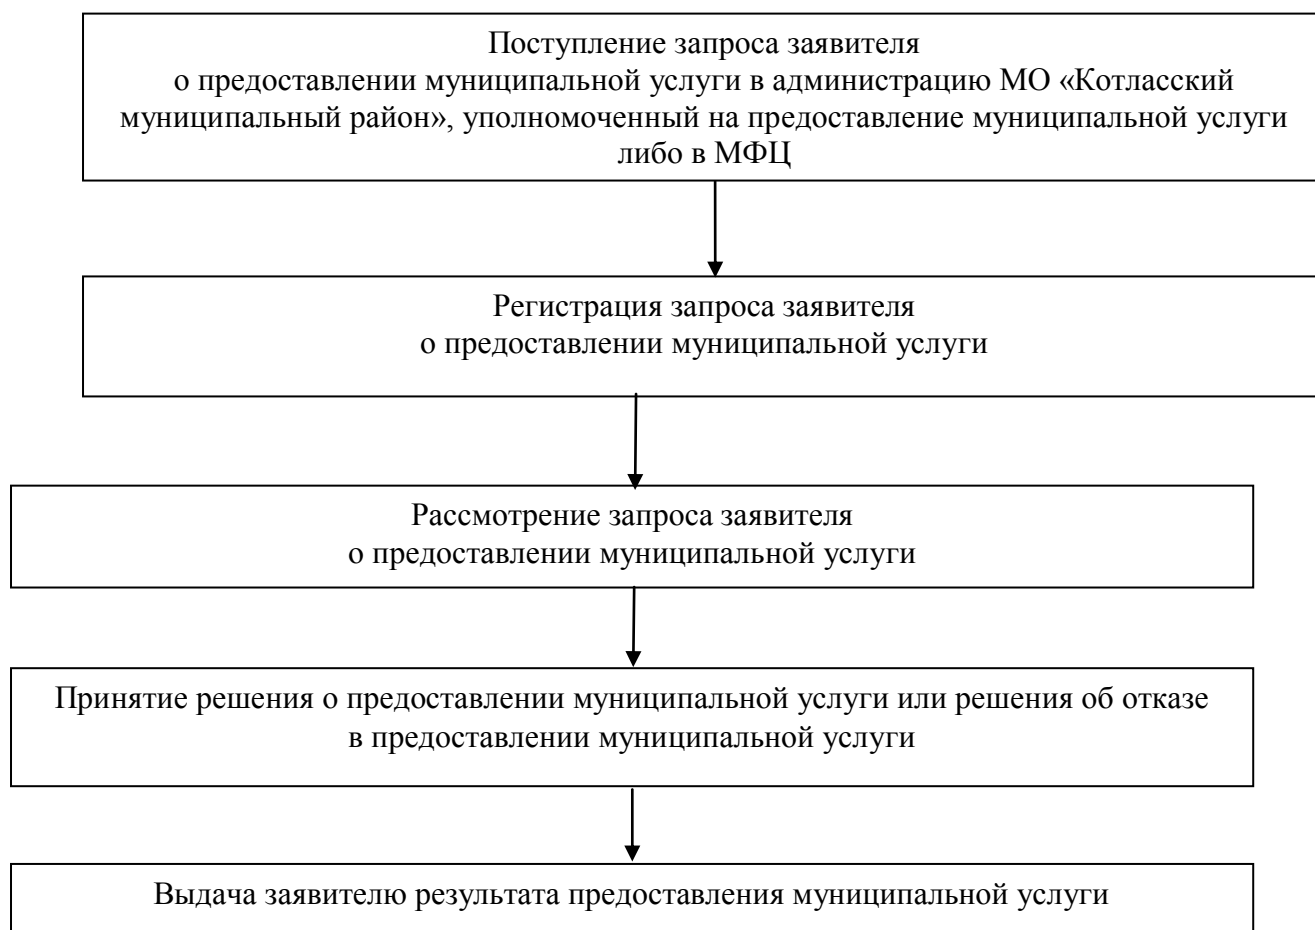 Поступление запроса заявителя
о предоставлении муниципальной услуги в администрацию МО «Котласский
муниципальный район», уполномоченный на предоставление муниципальной услуги
либо в МФЦ
Регистрация запроса заявителя
о предоставлении муниципальной услуги
Рассмотрение запроса заявителя
о предоставлении муниципальной услуги
Принятие решения о предоставлении муниципальной услуги или решения об отказе
в предоставлении муниципальной услуги
Выдача заявителю результата предоставления муниципальной услуги